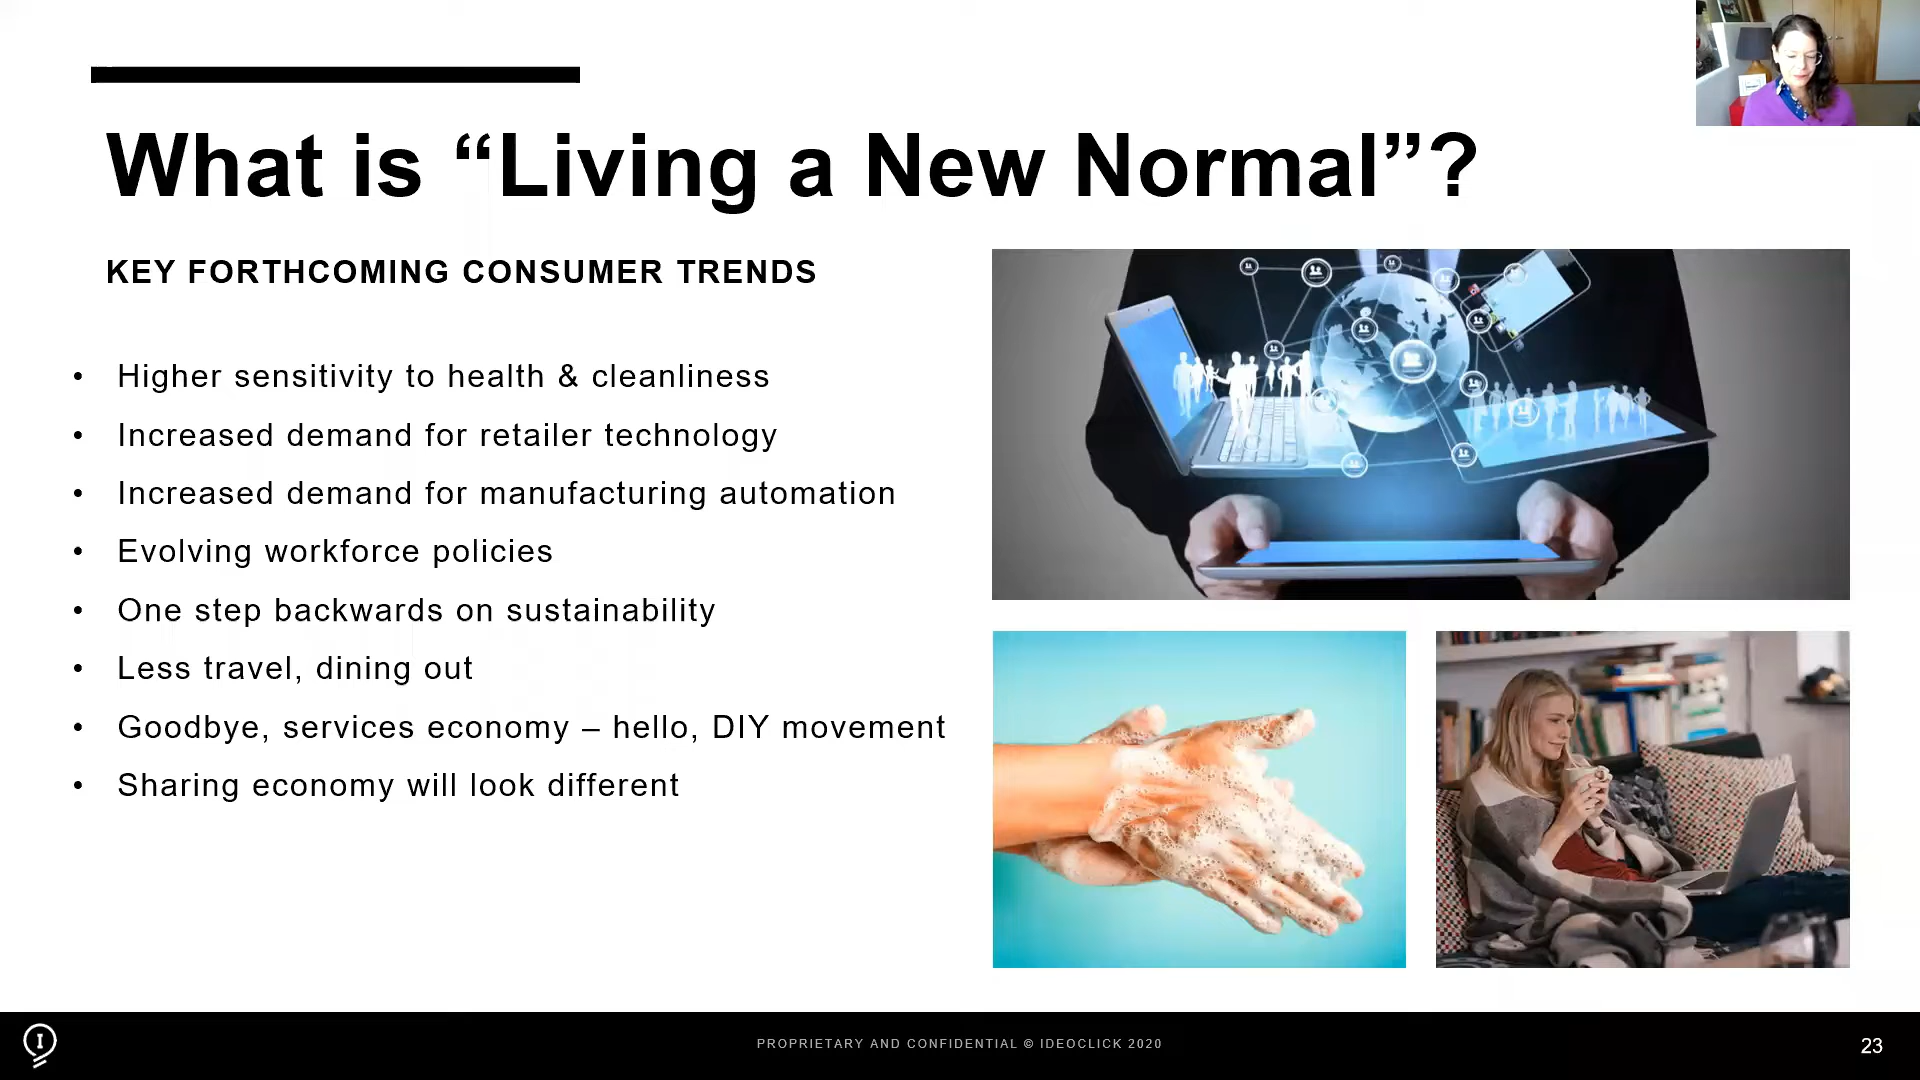 What is “Living a New Normal”?
KEY FORTHCOMING CONSUMER TRENDS
• Higher sensitivity to health & cleanliness
• Increased demand for retailer technology
• Increased demand for manufacturing automation
• Evolving workforce policies
• One step backwards on sustainability
• Less travel, dining out
• Goodbye, services economy – hello, DIY movement
• Sharing economy will look different
I
PROPRIETARY AND CONFIDENTIAL © IDEOCLICK 2020
23